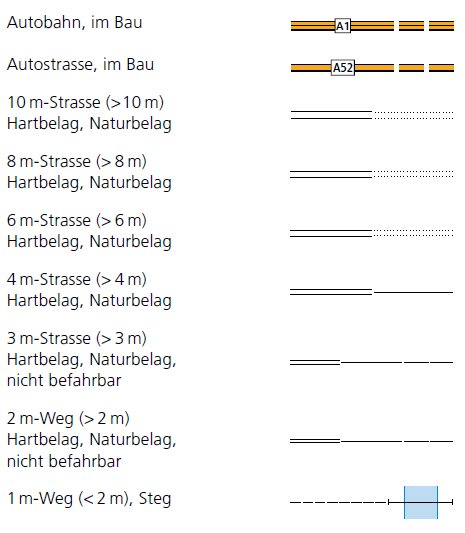 Autobahn, im Bau
A1
Autostrasse, im Bau
A52
10 m-Strasse (>10 m)
Hartbelag, Naturbelag
8 m-Strasse (> 8 m)
Hartbelag, Naturbelag
6 m-Strasse (> 6 m)
Hartbelag, Naturbelag
4 m-Strasse (> 4 m)
Hartbelag, Naturbelag
3 m-Strasse (> 3 m)
Hartbelag, Naturbelag,
nicht befahrbar
2 m-Weg (> 2 m)
Hartbelag, Naturbelag,
nicht befahrbar
1 m-Weg (< 2 m), Steg